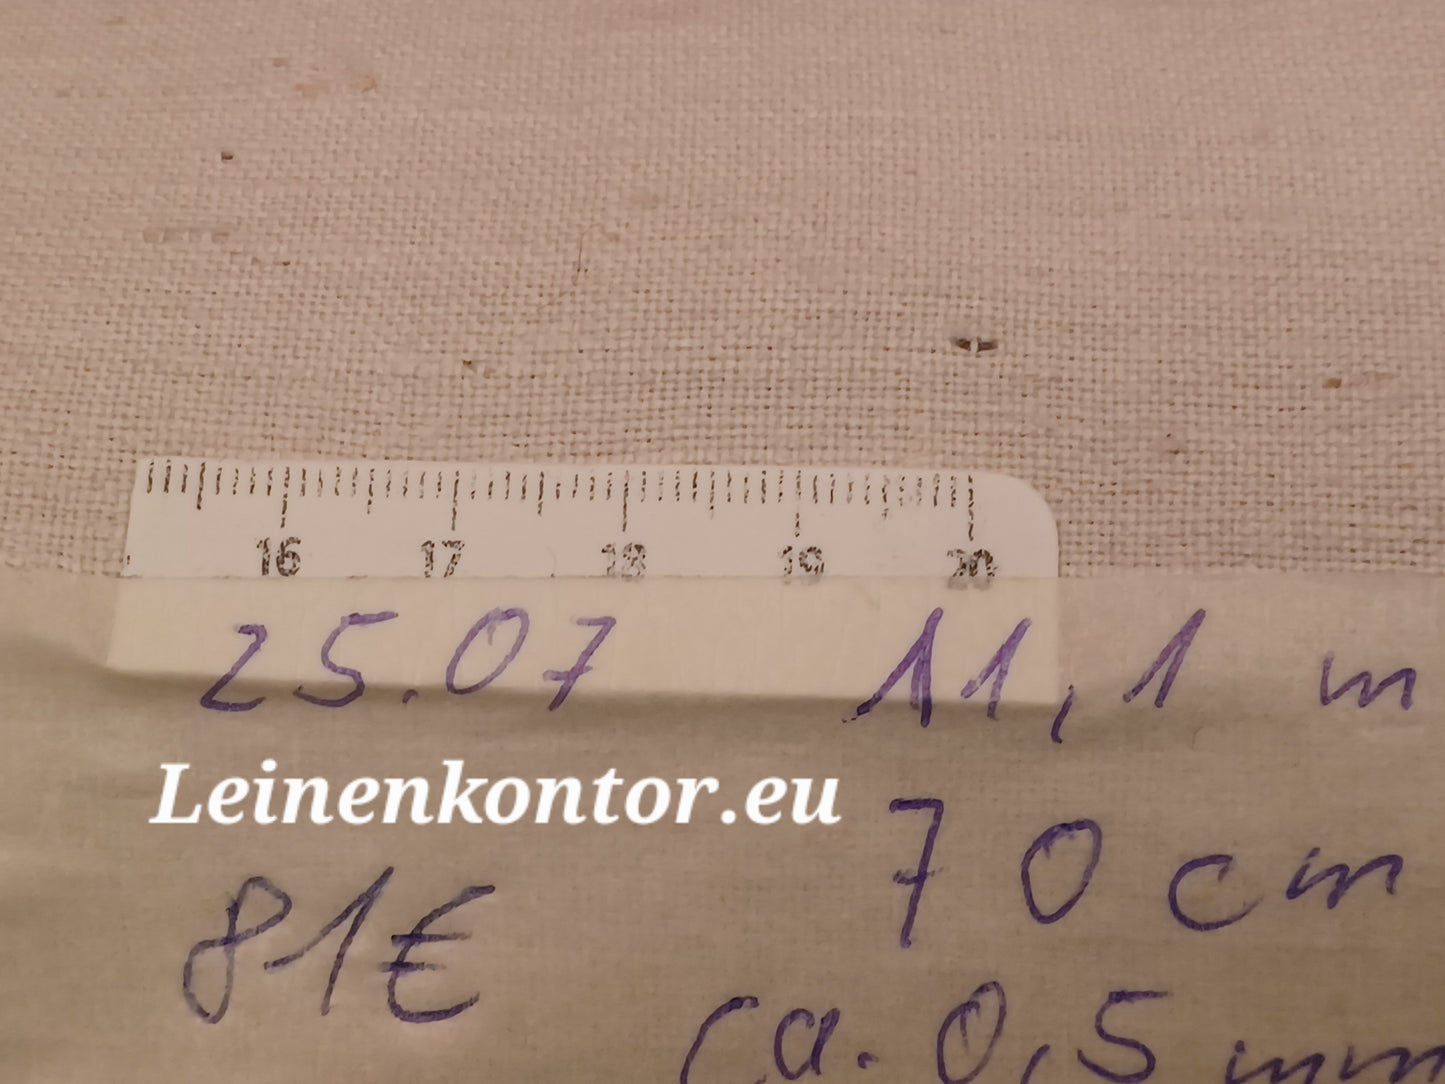 16 17 18 19 20
25.07 11,1 m
Leinenkontor.eu
70 cm
81€
ca. 0,5 mm